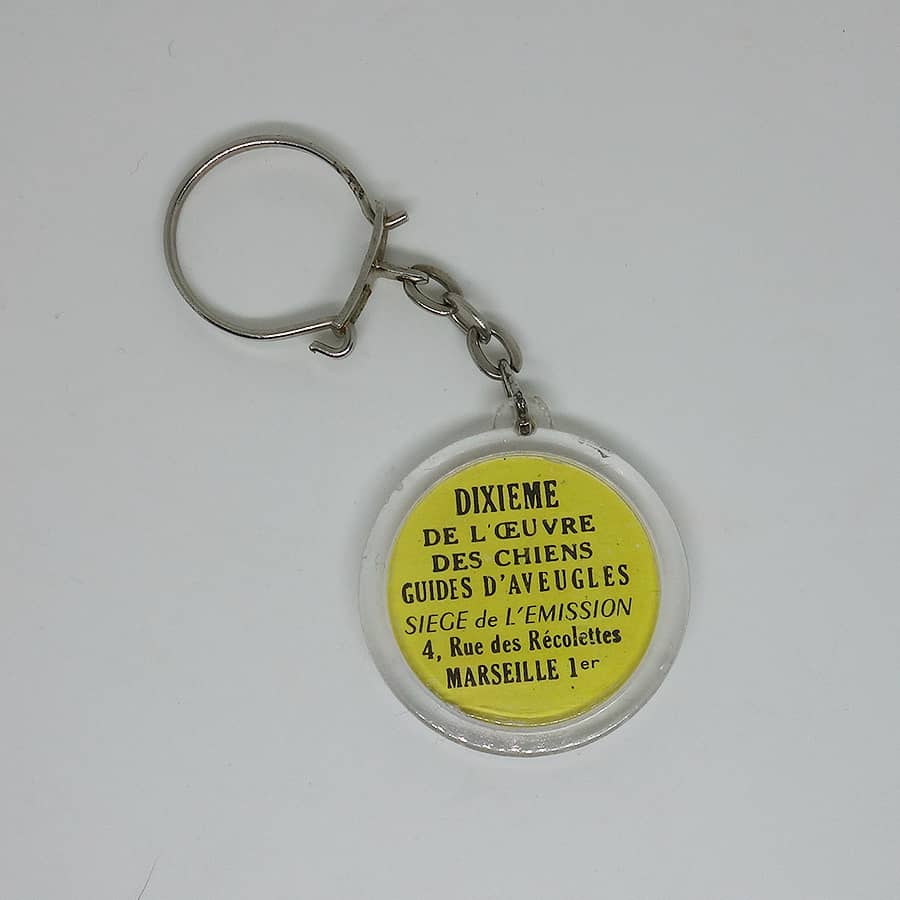 DIXIEME
DE L'ŒUVRE
DES CHIENS
GUIDES D'AVEUGLES
SIEGE de L'EMISSION
4, Rue des Récolettes
MARSEILLE 1er